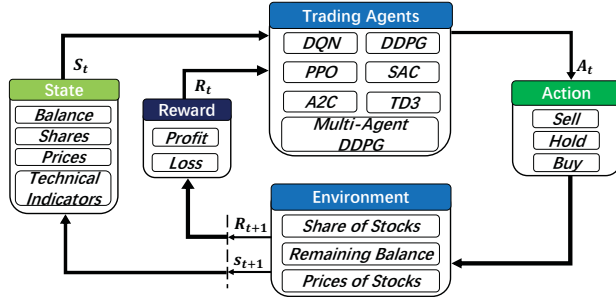 Trading Agents
DQN DDPG
PPO SAC
A2C TD3
Multi-Agent
DDPG
S_t
R_t
A_t
State
Balance
Shares
Prices
Technical
Indicators
Reward
Profit
Loss
Action
Sell
Hold
Buy
Environment
Share of Stocks
Remaining Balance
Prices of Stocks
R_{t+1}
s_{t+1}